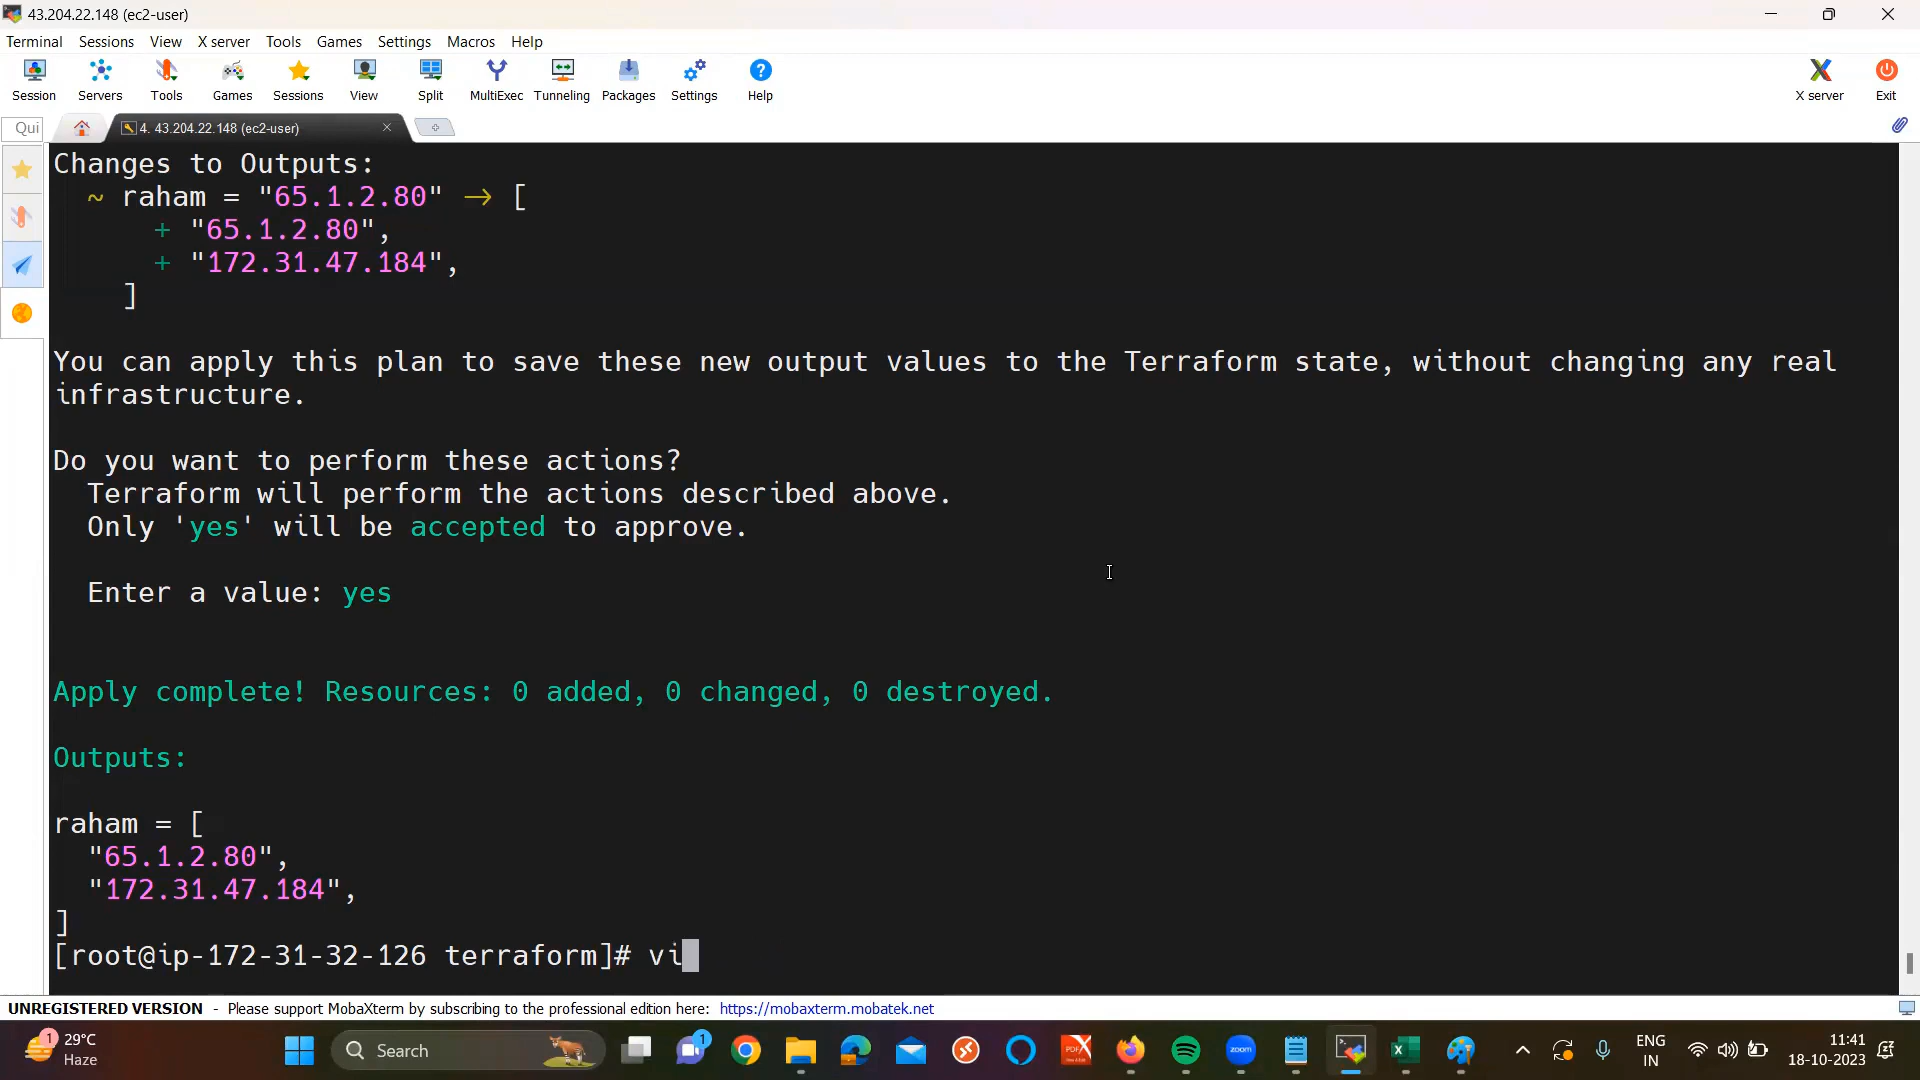 43.204.22.148 (ec2-user)
Terminal Sessions View X server Tools Games Settings Macros Help
Session Servers Tools Games Sessions View Split MultiExec Tunneling Packages Settings Help X server Exit
Qui
4. 43.204.22.148 (ec2-user)
Changes to Outputs:
~ raham = "65.1.2.80" → [
+ "65.1.2.80",
+ "172.31.47.184",
]
You can apply this plan to save these new output values to the Terraform state, without changing any real
infrastructure.
Do you want to perform these actions?
Terraform will perform the actions described above.
Only 'yes' will be accepted to approve.
Enter a value: yes
Apply complete! Resources: 0 added, 0 changed, 0 destroyed.
Outputs:
raham = [
"65.1.2.80",
"172.31.47.184",
]
[root@ip-172-31-32-126 terraform]# vi
UNREGISTERED VERSION - Please support MobaXterm by subscribing to the professional edition here: https://mobaxterm.mobatek.net
1
29°C
Haze
Search
1
PDFX
zoom
ENG
IN
11:41
18-10-2023